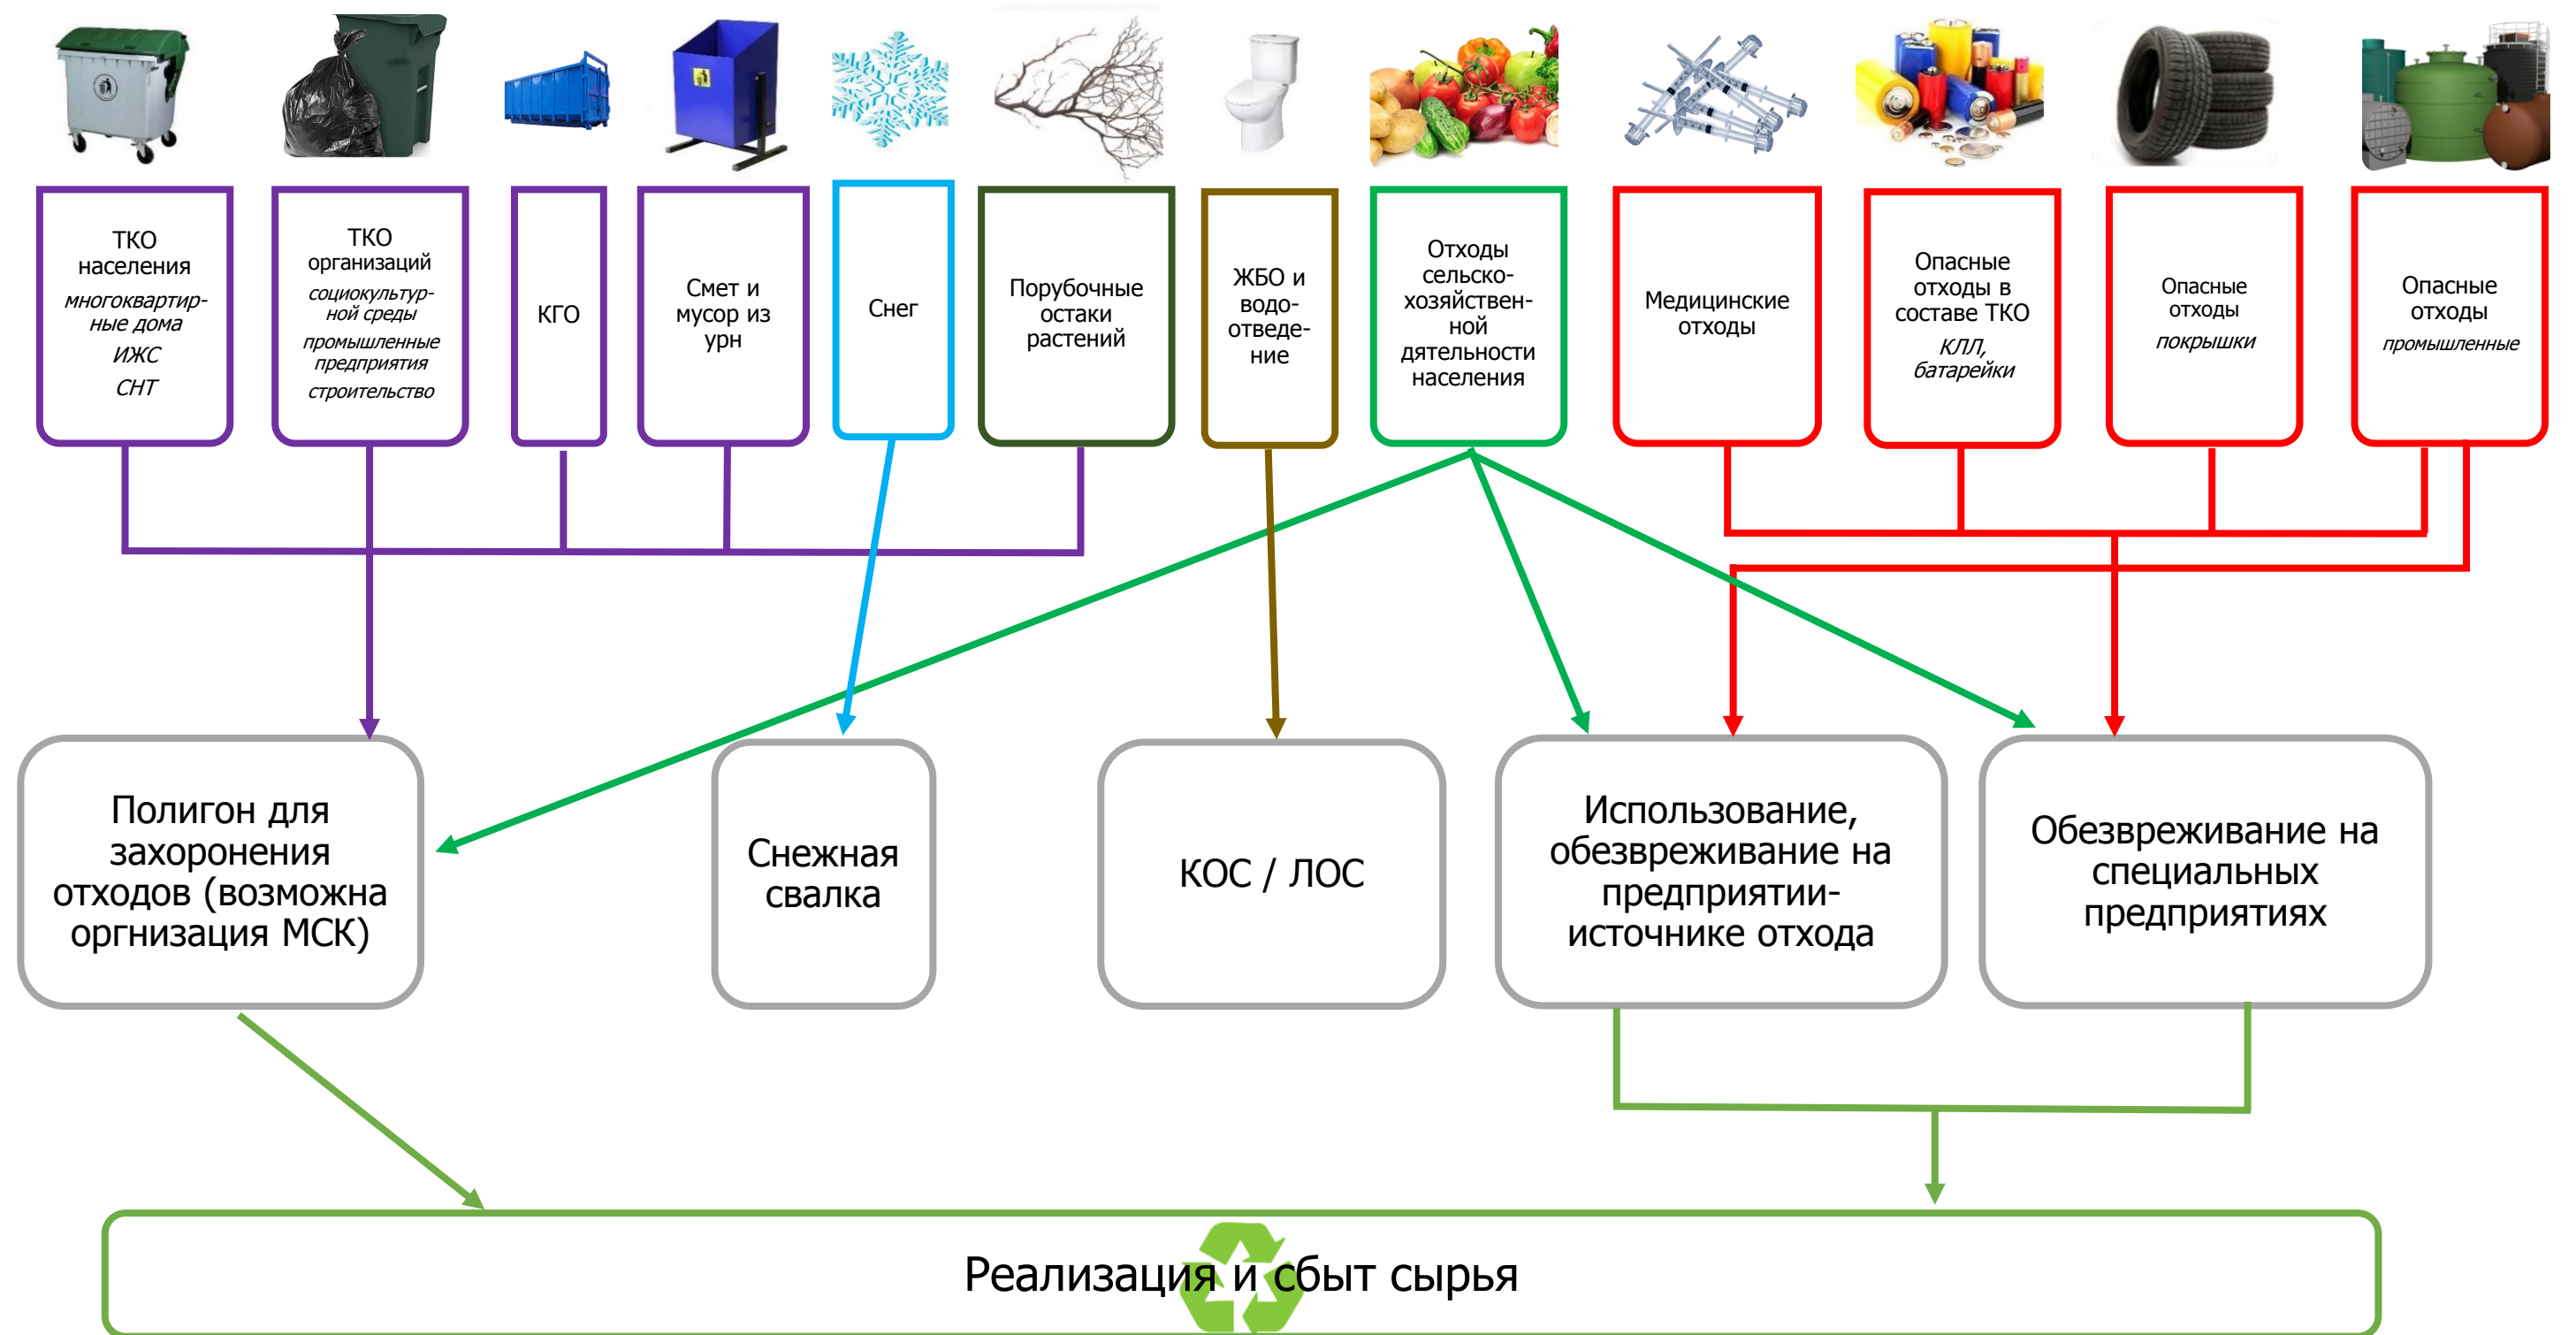 ТКО
населения
многоквартир-
ные дома
ИЖС
СНТ
ТКО
организаций
социокультур-
ной среды
промышленные
предприятия
строительство
КГО
Смет и
мусор из
урн
Снег
Порубочные
остаки
растений
ЖБО и
водо-
отведе-
ние
Отходы
сельско-
хозяйствен-
ной
дятельности
населения
Медицинские
отходы
Опасные
отходы в
составе ТКО
КЛЛ,
батарейки
Опасные
отходы
покрышки
Опасные
отходы
промышленные
Полигон для
захоронения
отходов (возможна
оргнизация МСК)
Снежная
свалка
КОС / ЛОС
Использование,
обезвреживание на
предприятии-
источнике отхода
Обезвреживание на
специальных
предприятиях
Реализация и сбыт сырья